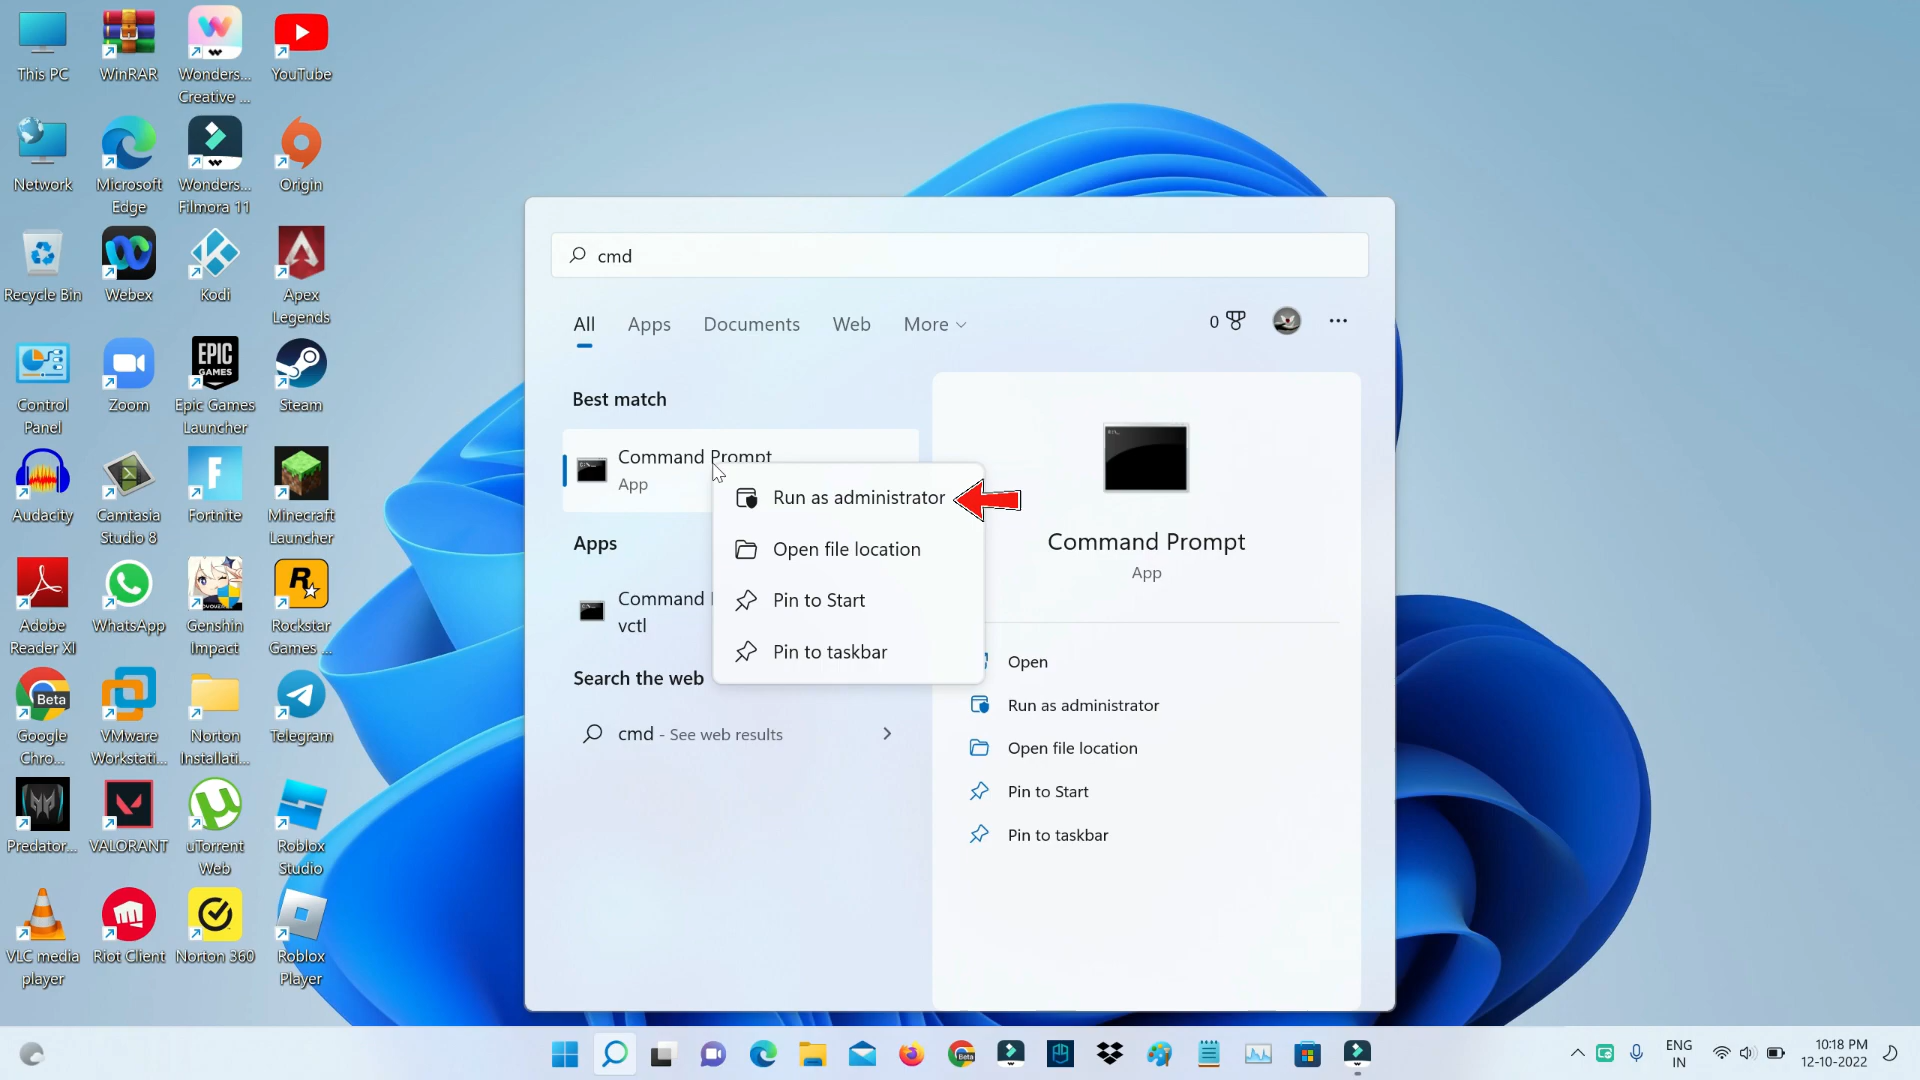 This PC
WinRAR
Wonders...
Creative ...
YouTube
Network
Microsoft
Edge
Wonders...
Filmora 11
Origin
Recycle Bin
Webex
Kodi
Apex
Legends
Control
Panel
Zoom
EPIC
GAMES
Epic Games
Launcher
Steam
Audacity
Camtasia
Studio 8
F
Fortnite
Minecraft
Launcher
Adobe
Reader XI
WhatsApp
Genshin
Impact
R
Rockstar
Games ...
Beta
Google
Chro...
VMware
Workstati...
Norton
Installati...
Telegram
Predator...
VALORANT
uTorrent
Web
Roblox
Studio
VLC media
player
Riot Client
Norton 360
Roblox
Player
cmd
All
Apps
Documents
Web
More
0
Best match
Command Prompt
App
Run as administrator
Open file location
Pin to Start
Pin to taskbar
Apps
Command
vctl
Search the web
cmd - See web results
Command Prompt
App
Open
Run as administrator
Open file location
Pin to Start
Pin to taskbar
Beta
ENG
IN
10:18 PM
12-10-2022